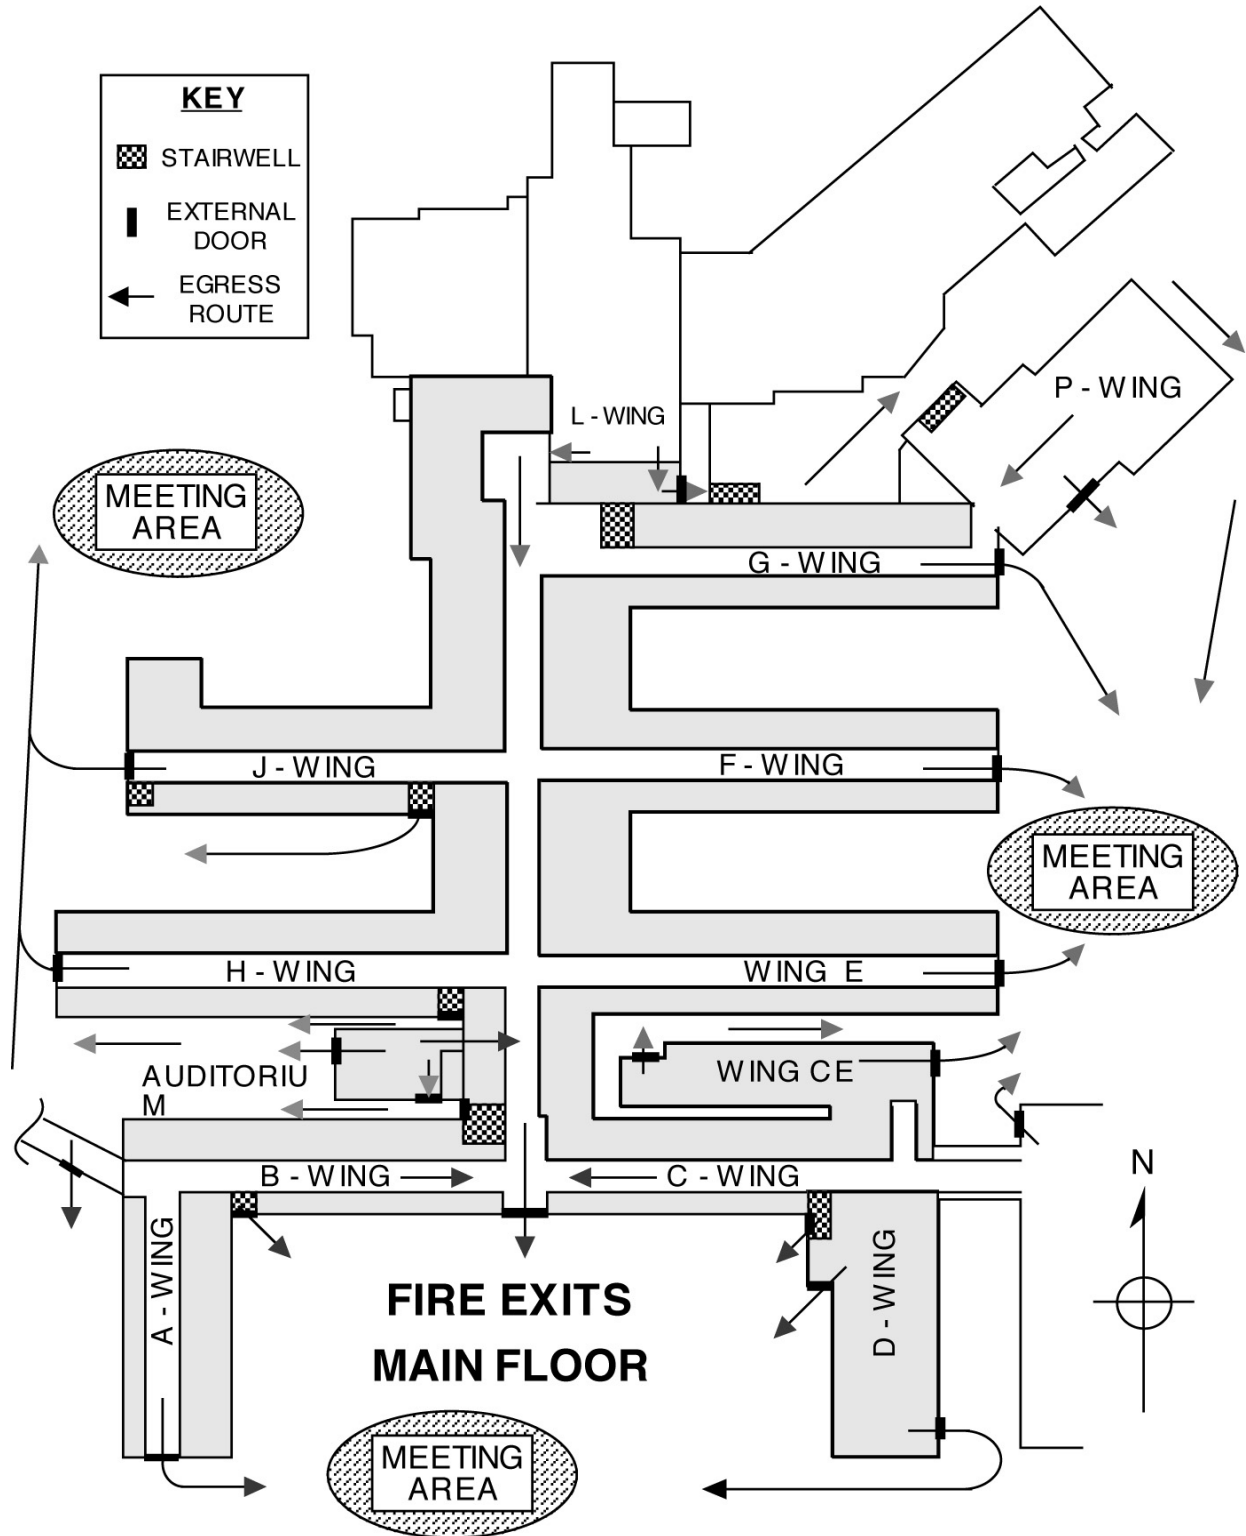 KEY
STAIRWELL
EXTERNAL
DOOR
EGRESS
ROUTE
P - WING
L - WING
MEETING
AREA
G - WING
J - WING
F - WING
MEETING
AREA
H - WING
WING E
WING CE
AUDITORIU
M
B - WING
C - WING
N
A - WING
D - WING
FIRE EXITS
MAIN FLOOR
MEETING
AREA